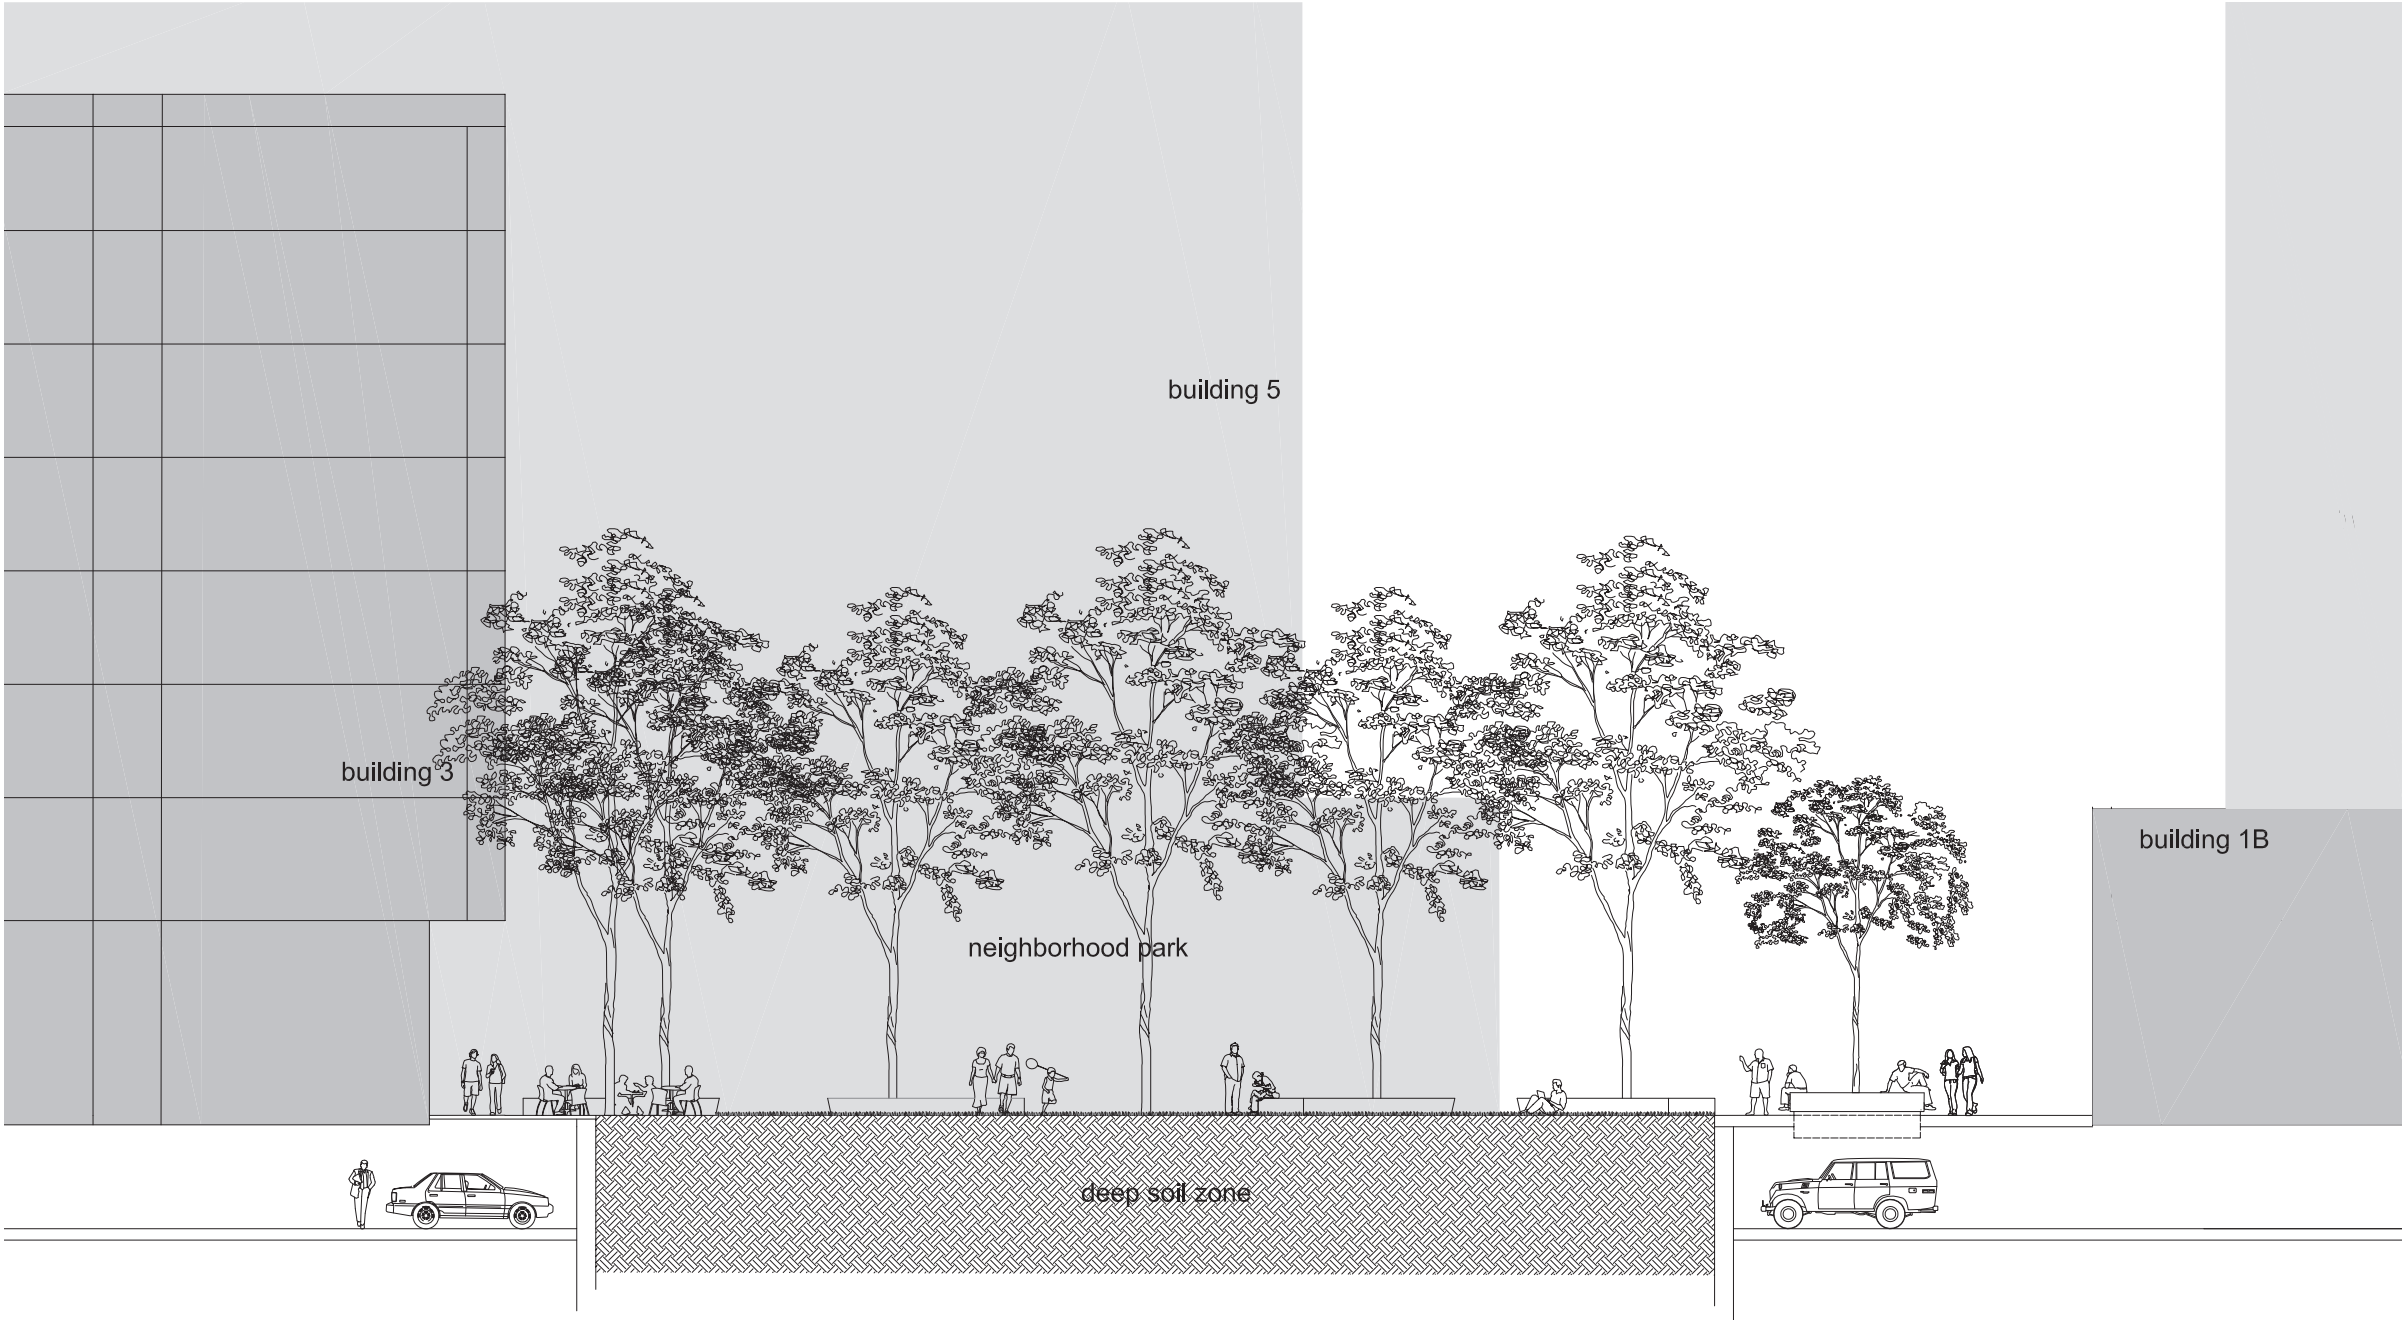 building 5
building 3
building 1B
neighborhood park
deep soil zone